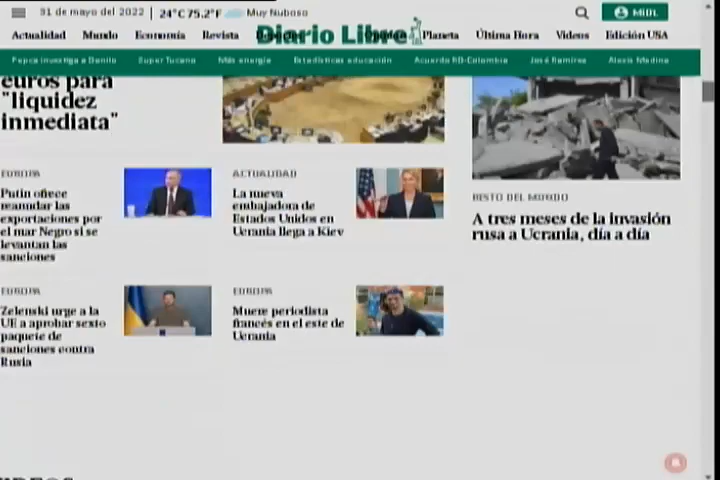 31 de mayo del 2022 | 24°C 75.2°F Muy Nuboso
MiDL
Diario Libre
Actualidad Mundo Economía Revista Opinión Planeta Última Hora Videos Edición USA
Pepca investiga a Danilo Super Tucano Más energía Estadísticas educación Acuerdo RD-Colombia José Ramírez Alexis Medina
euros para
"liquidez
inmediata"
EUROPA
Putin ofrece
reanudar las
exportaciones por
el mar Negro si se
levantan las
sanciones
ACTUALIDAD
La nueva
embajadora de
Estados Unidos en
Ucrania llega a Kiev
RESTO DEL MUNDO
A tres meses de la invasión
rusa a Ucrania, día a día
EUROPA
Zelenski urge a la
UE a aprobar sexto
paquete de
sanciones contra
Rusia
EUROPA
Muere periodista
francés en el este de
Ucrania